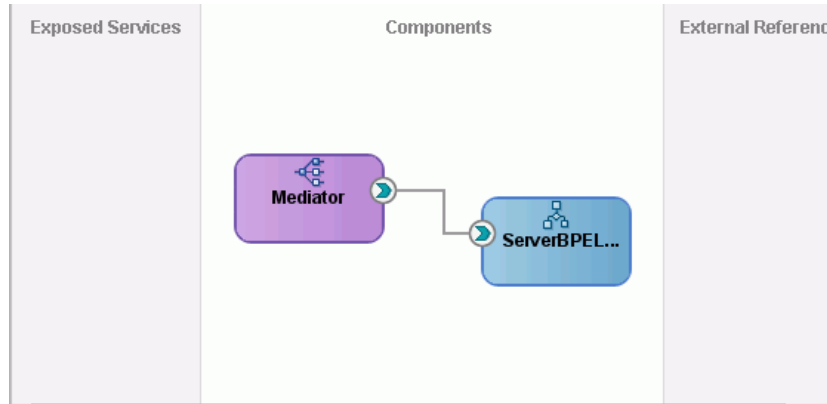 Exposed Services
Components
External Referenc
Mediator
ServerBPEL...